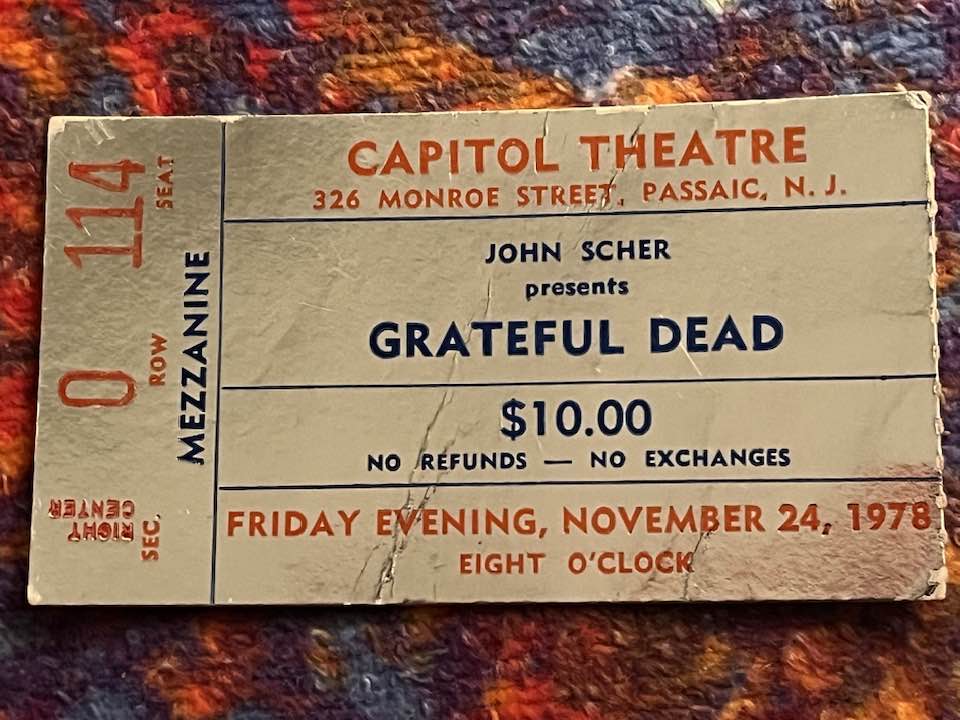 CAPITOL THEATRE
326 MONROE STREET, PASSAIC, N. J.
JOHN SCHER
presents
GRATEFUL DEAD
$10.00
NO REFUNDS — NO EXCHANGES
FRIDAY EVENING, NOVEMBER 24, 1978
EIGHT O'CLOCK
MEZZANINE
RIGHT
CENTER
SEC.
O
ROW
114
SEAT